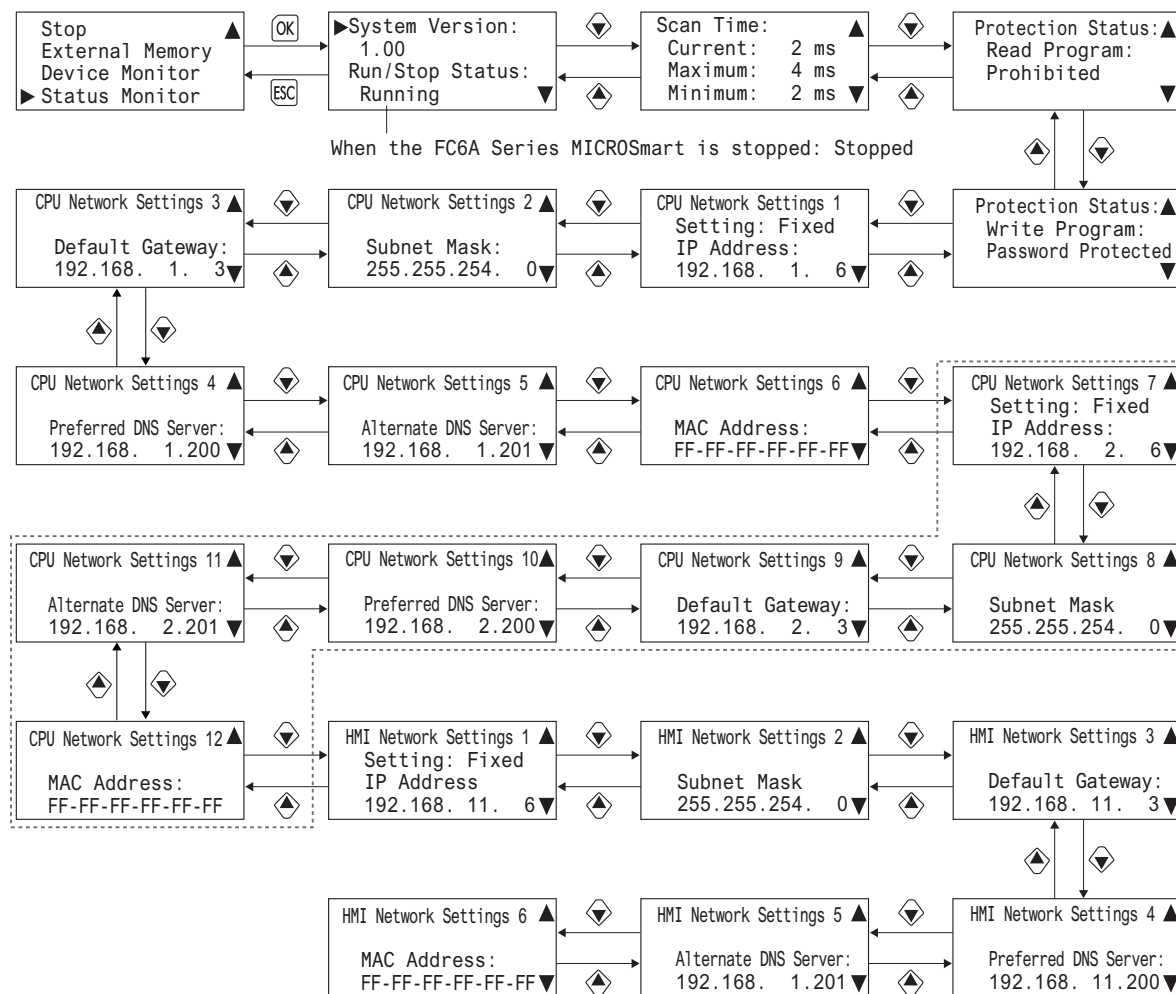 Stop
External Memory
Device Monitor
Status Monitor
OK
ESC
System Version:
1.00
Run/Stop Status:
Running
Scan Time:
Current: 2 ms
Maximum: 4 ms
Minimum: 2 ms
Protection Status:
Read Program:
Prohibited
When the FC6A Series MICROSmart is stopped: Stopped
CPU Network Settings 3
Default Gateway:
192.168. 1. 3
CPU Network Settings 2
Subnet Mask:
255.255.254. 0
CPU Network Settings 1
Setting: Fixed
IP Address:
192.168. 1. 6
Protection Status:
Write Program:
Password Protected
CPU Network Settings 4
Preferred DNS Server:
192.168. 1.200
CPU Network Settings 5
Alternate DNS Server:
192.168. 1.201
CPU Network Settings 6
MAC Address:
FF-FF-FF-FF-FF-FF
CPU Network Settings 7
Setting: Fixed
IP Address:
192.168. 2. 6
CPU Network Settings 11
Alternate DNS Server:
192.168. 2.201
CPU Network Settings 10
Preferred DNS Server:
192.168. 2.200
CPU Network Settings 9
Default Gateway:
192.168. 2. 3
CPU Network Settings 8
Subnet Mask
255.255.254. 0
CPU Network Settings 12
MAC Address:
FF-FF-FF-FF-FF-FF
HMI Network Settings 1
Setting: Fixed
IP Address
192.168. 11. 6
HMI Network Settings 2
Subnet Mask
255.255.254. 0
HMI Network Settings 3
Default Gateway:
192.168. 11. 3
HMI Network Settings 6
MAC Address:
FF-FF-FF-FF-FF-FF
HMI Network Settings 5
Alternate DNS Server:
192.168. 1.201
HMI Network Settings 4
Preferred DNS Server:
192.168. 11.200